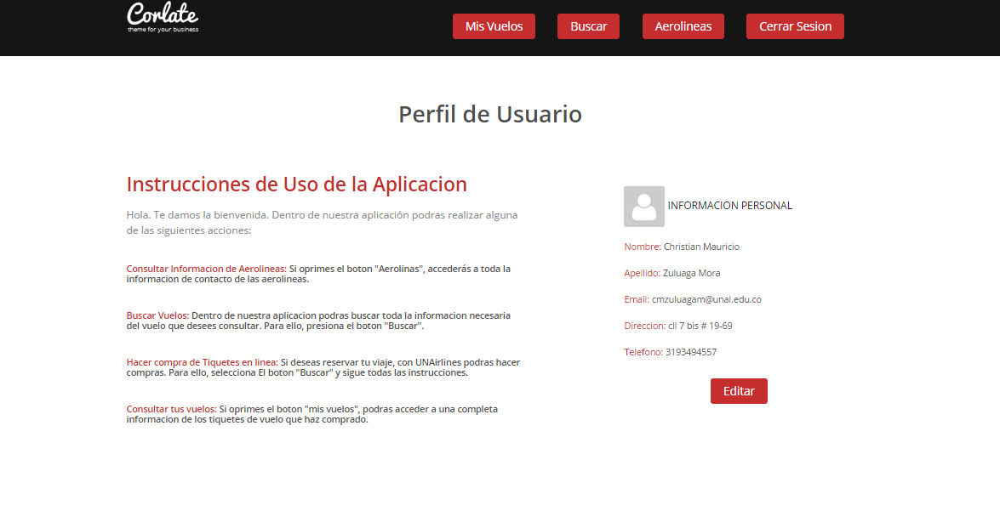 Corlate
theme for your business
Mis Vuelos
Buscar
Aerolineas
Cerrar Sesion
Perfil de Usuario
Instrucciones de Uso de la Aplicacion
Hola. Te damos la bienvenida. Dentro de nuestra aplicación podras realizar alguna
de las siguientes acciones:
Consultar Informacion de Aerolineas: Si oprimes el boton "Aerolinas", accederás a toda la
informacion de contacto de las aerolineas.
Buscar Vuelos: Dentro de nuestra aplicacion podras buscar toda la informacion necesaria
del vuelo que desees consultar. Para ello, presiona el boton "Buscar".
Hacer compra de Tiquetes en linea: Si deseas reservar tu viaje, con UNAirlines podras hacer
compras. Para ello, selecciona El boton "Buscar" y sigue todas las instrucciones.
Consultar tus vuelos: Si oprimes el boton "mis vuelos", podras acceder a una completa
informacion de los tiquetes de vuelo que haz comprado.
INFORMACION PERSONAL
Nombre: Christian Mauricio
Apellido: Zuluaga Mora
Email: cmzuluagam@unal.edu.co
Direccion: cll 7 bis # 19-69
Telefono: 3193494557
Editar